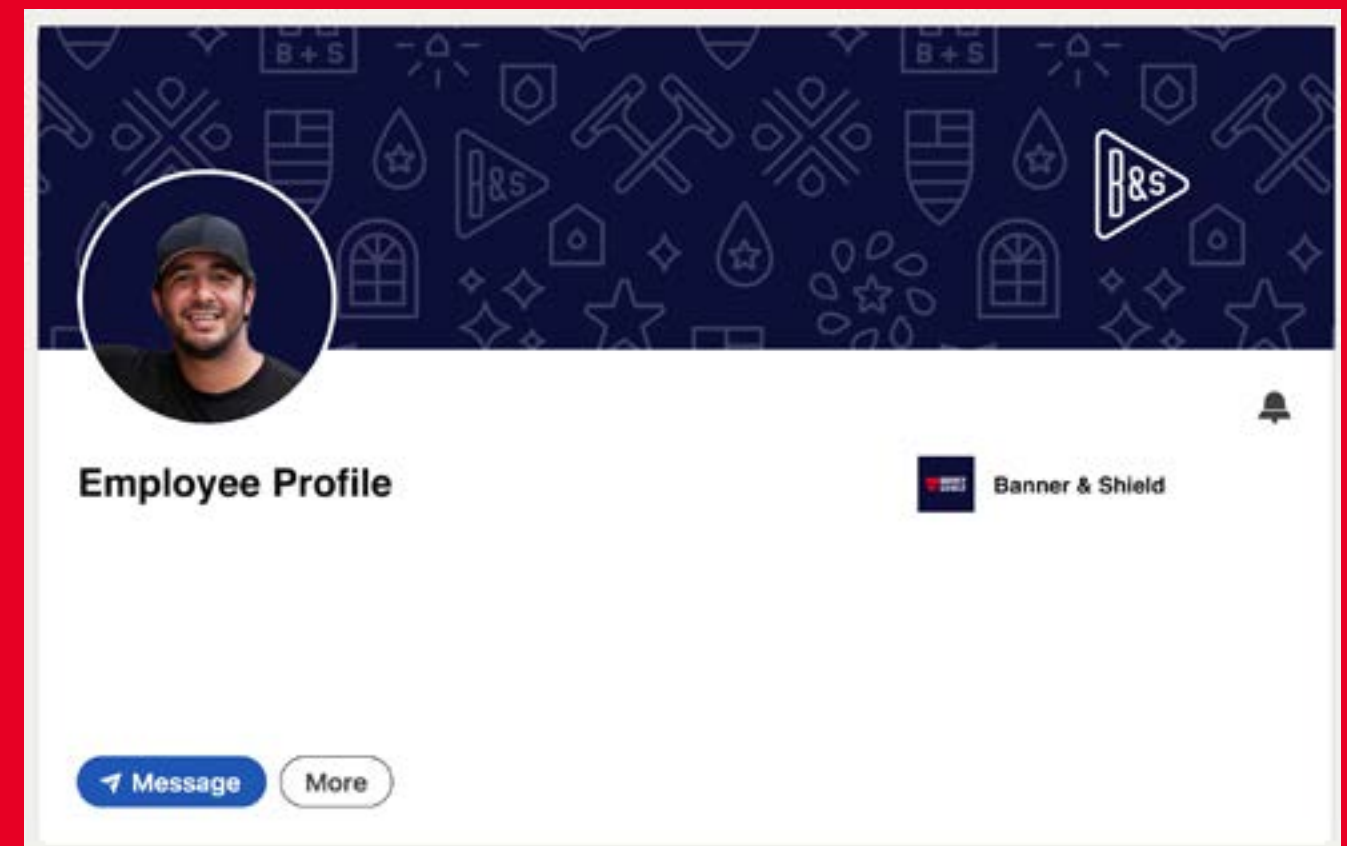 B+S
B+S
B&S
B&S
Employee Profile
Banner & Shield
Message
More